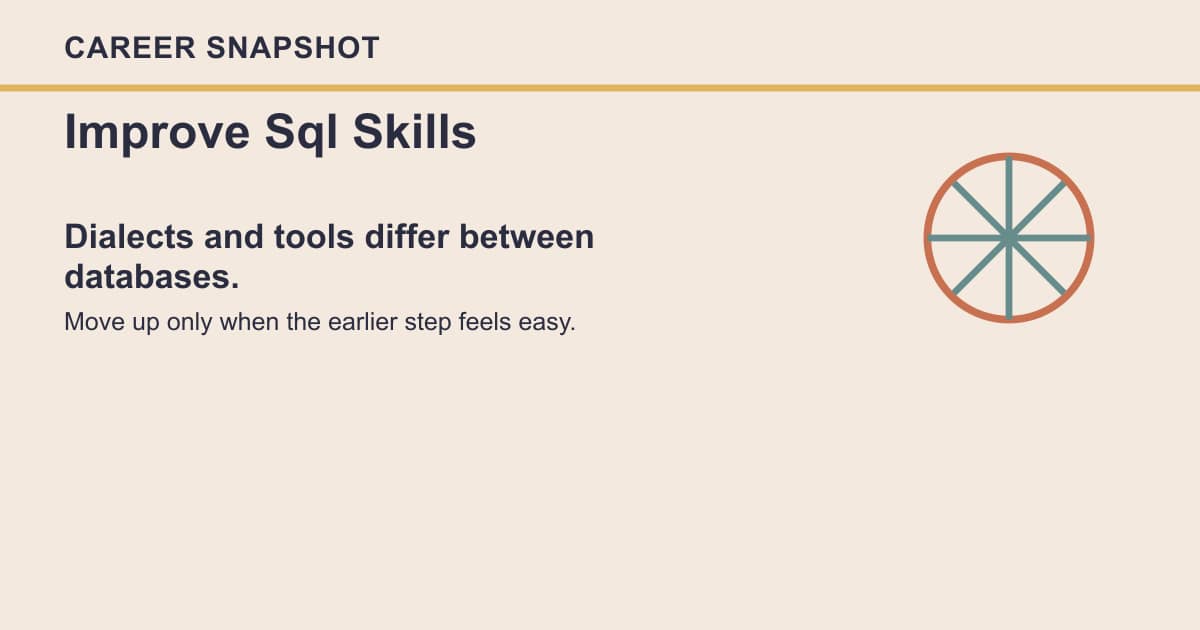 CAREER SNAPSHOT
Improve Sql Skills
Dialects and tools differ between
databases.
Move up only when the earlier step feels easy.